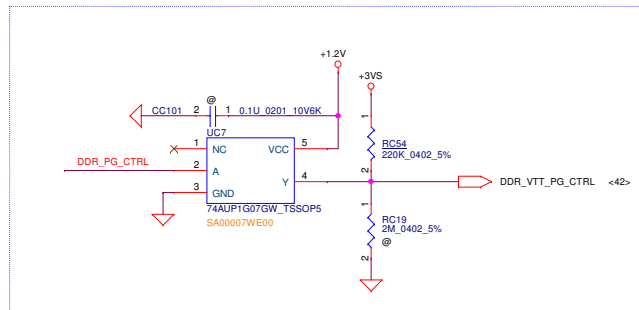 +1.2V
+3VS
@
CC101 2 1 0.1U_0201_10V6K
UC7
1 NC VCC 5
DDR_PG_CTRL 2 A
Y 4
3 GND
74AUP1G07GW_TSSOP5
SA00007WE00
1
RC54
220K_0402_5%
2
DDR_VTT_PG_CTRL <42>
1
RC19
2M_0402_5%
@
2